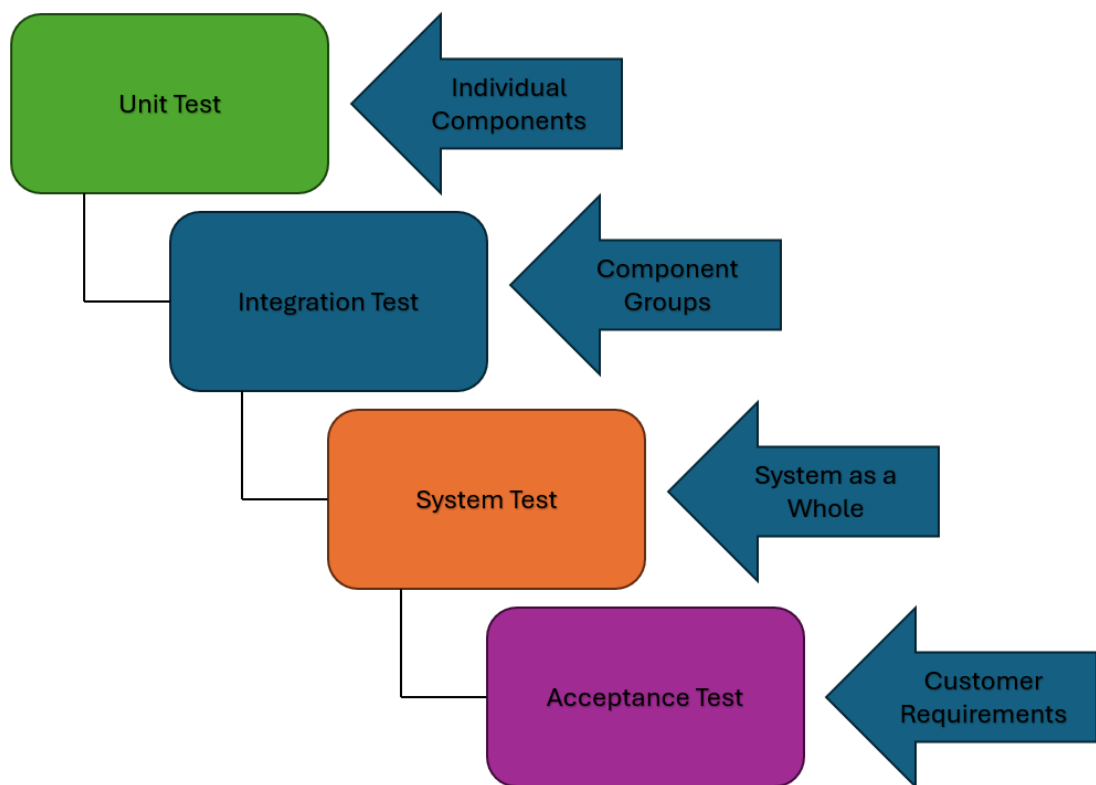 Unit Test
Individual
Components
Integration Test
Component
Groups
System Test
System as a
Whole
Acceptance Test
Customer
Requirements